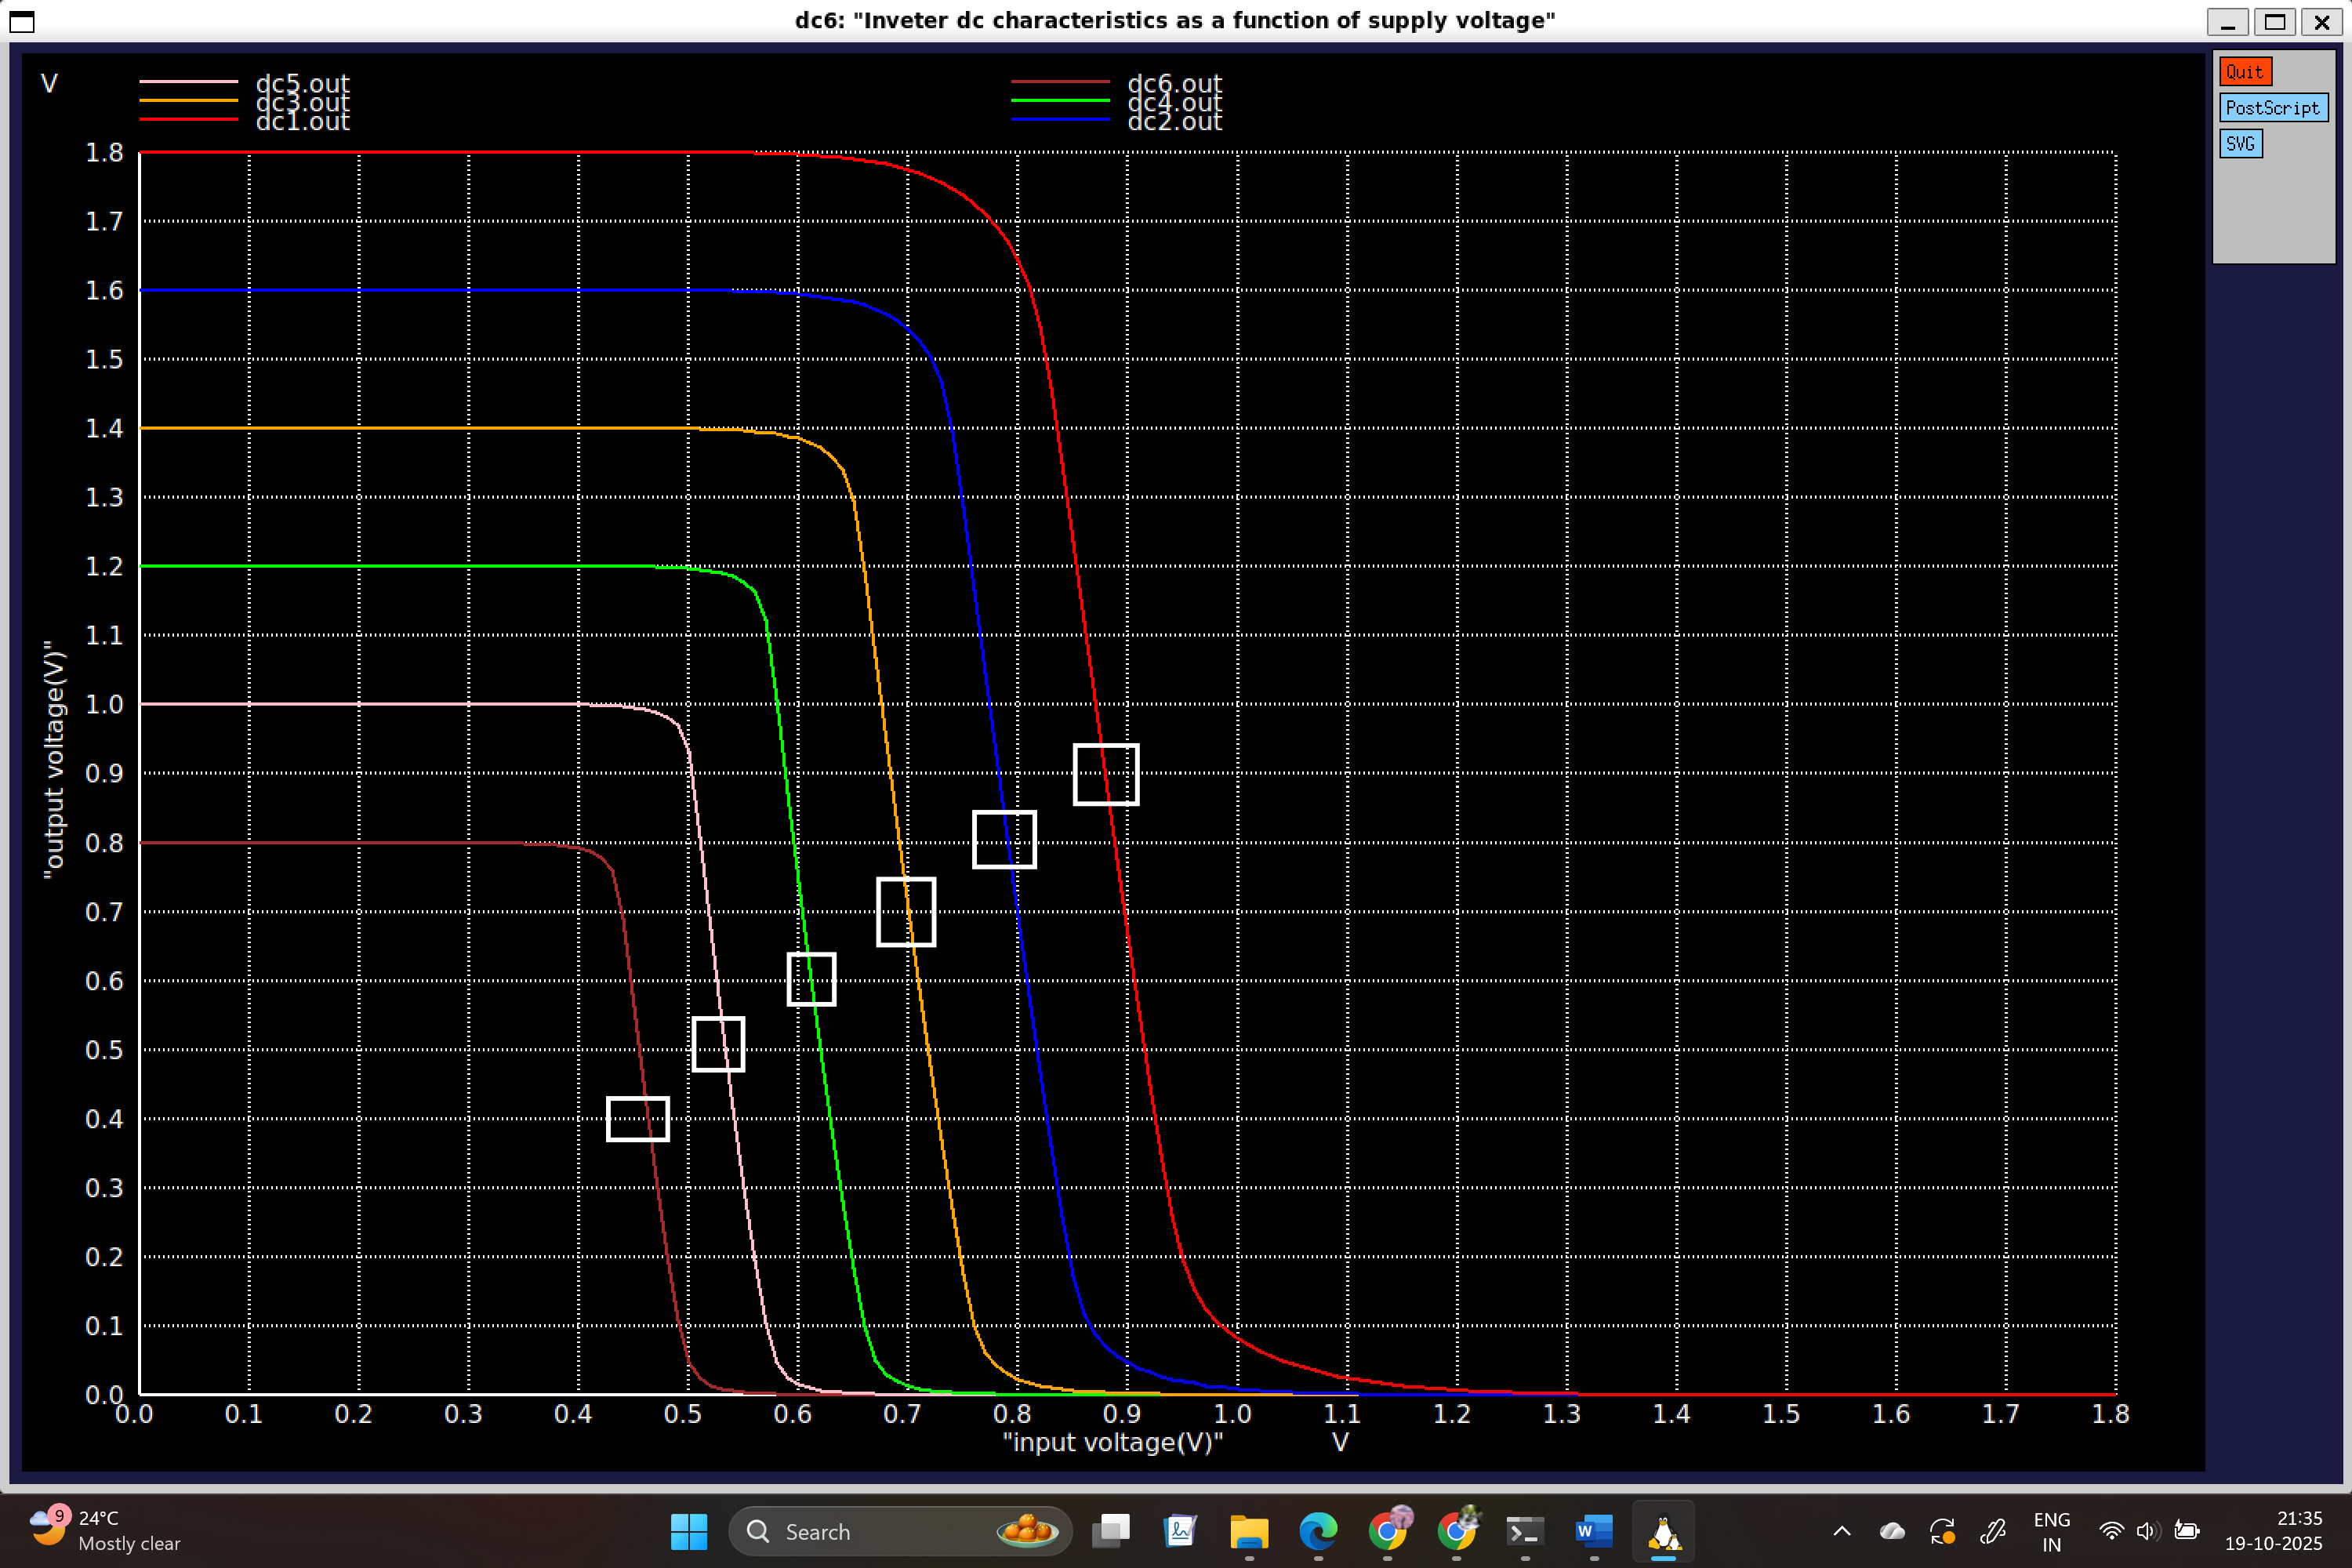 dc6: "Inveter dc characteristics as a function of supply voltage"
Quit
PostScript
SVG
V
dc5.out
dc3.out
dc1.out
dc6.out
dc4.out
dc2.out
1.8
1.7
1.6
1.5
1.4
1.3
1.2
1.1
1.0
0.9
0.8
0.7
0.6
0.5
0.4
0.3
0.2
0.1
0.0
"output voltage(V)"
0.0 0.1 0.2 0.3 0.4 0.5 0.6 0.7 0.8 0.9 1.0 1.1 1.2 1.3 1.4 1.5 1.6 1.7 1.8
"input voltage(V)" V
9
24°C
Mostly clear
Search
W
ENG
IN
21:35
19-10-2025